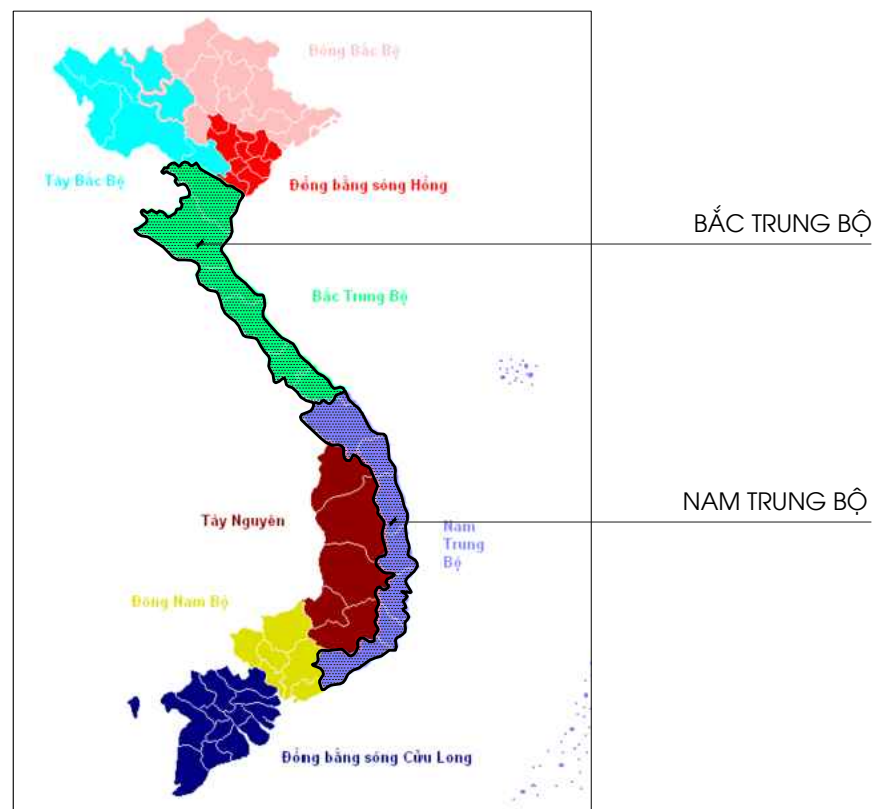 Đông Bắc Bộ
Tây Bắc Bộ
Đồng bằng sông Hồng
BẮC TRUNG BỘ
Bắc Trung Bộ
NAM TRUNG BỘ
Tây Nguyên
Nam
Trung
Bộ
Đông Nam Bộ
Đồng bằng sông Cửu Long